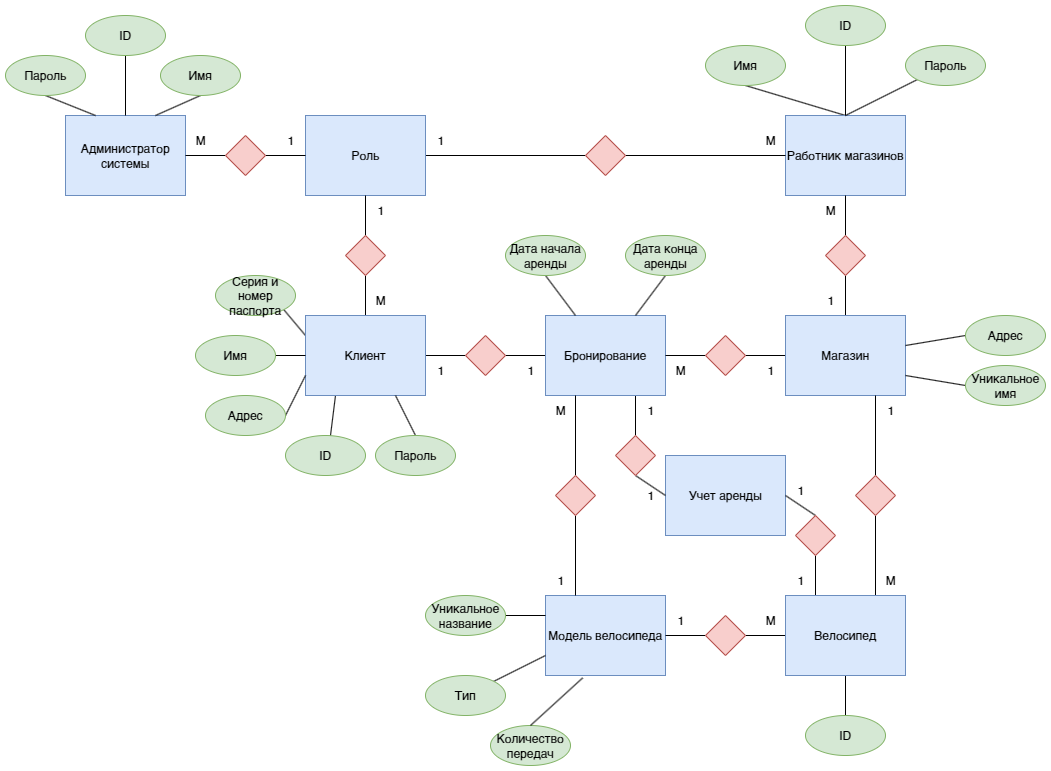 ID
ID
Пароль
Имя
Имя
Пароль
Администратор
системы
М
1
Роль
1
М
Работник магазинов
1
М
Дата начала
аренды
Дата конца
аренды
Серия и
номер
паспорта
М
1
Имя
Клиент
1
1
Бронирование
М
1
Магазин
Адрес
Уникальное
имя
Адрес
М
1
1
ID
Пароль
1
Учет аренды
1
1
1
М
Уникальное
название
Модель велосипеда
1
М
Велосипед
Тип
Количество
передач
ID